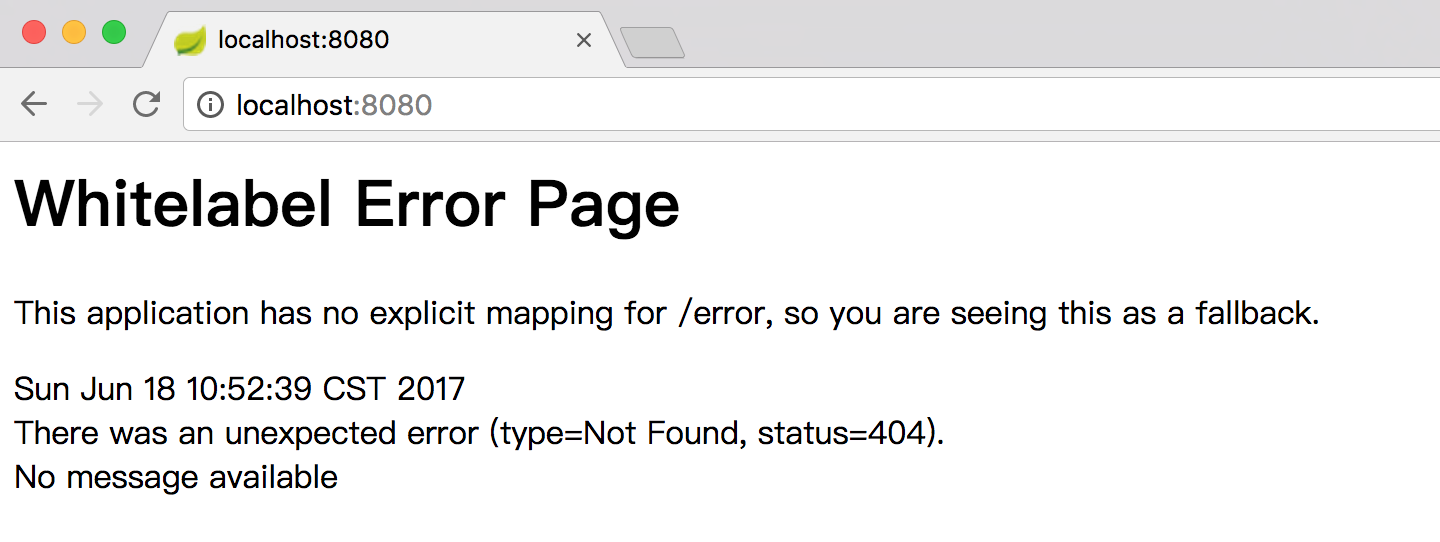 localhost:8080
localhost:8080
Whitelabel Error Page
This application has no explicit mapping for /error, so you are seeing this as a fallback.
Sun Jun 18 10:52:39 CST 2017
There was an unexpected error (type=Not Found, status=404).
No message available